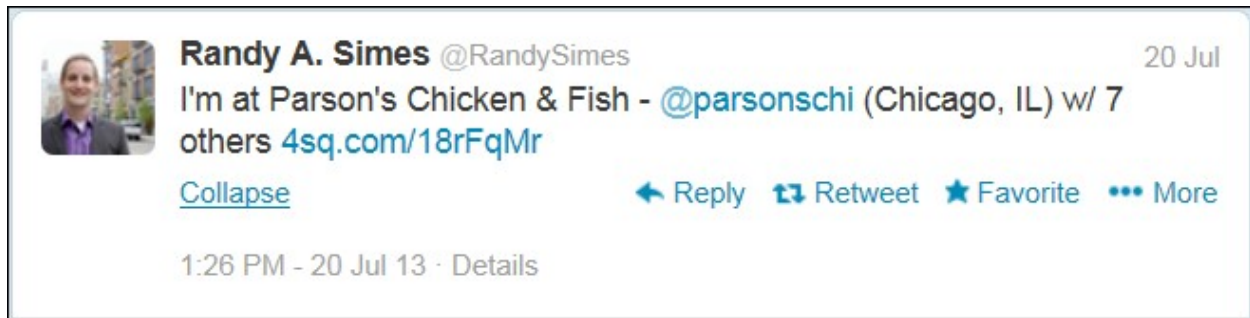 Randy A. Simes @RandySimes 20 Jul
I'm at Parson's Chicken & Fish - @parsonschi (Chicago, IL) w/ 7
others 4sq.com/18rFqMr
Collapse Reply Retweet Favorite More
1:26 PM - 20 Jul 13 · Details